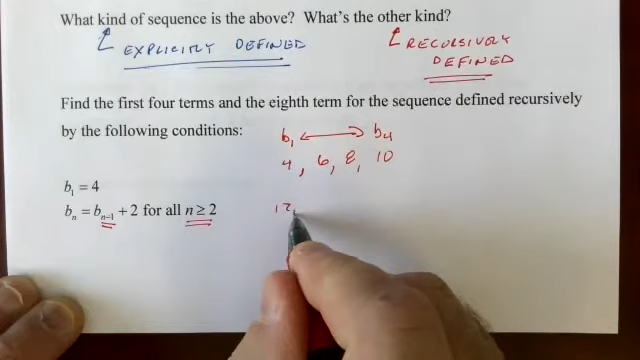 What kind of sequence is the above? What's the other kind?
EXPLICITLY DEFINED
RECURSIVELY
DEFINED
Find the first four terms and the eighth term for the sequence defined recursively
by the following conditions:
b₁ ⟷ b₄
4, 6, 8, 10
b₁ = 4
bₙ = bₙ₋₁ + 2 for all n ≥ 2
12,